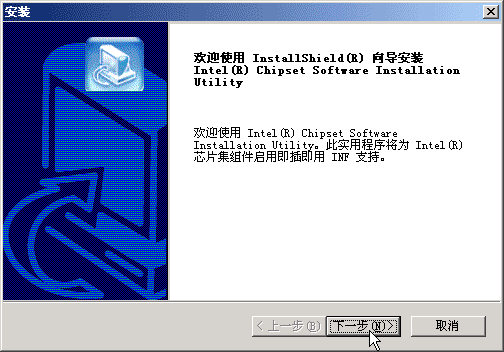 安装
欢迎使用 InstallShield(R) 向导安装
Intel(R) Chipset Software Installation
Utility
欢迎使用 Intel(R) Chipset Software
Installation Utility。此实用程序将为 Intel(R)
芯片集组件启用即插即用 INF 支持。
< 上一步(B) 下一步(N)> 取消